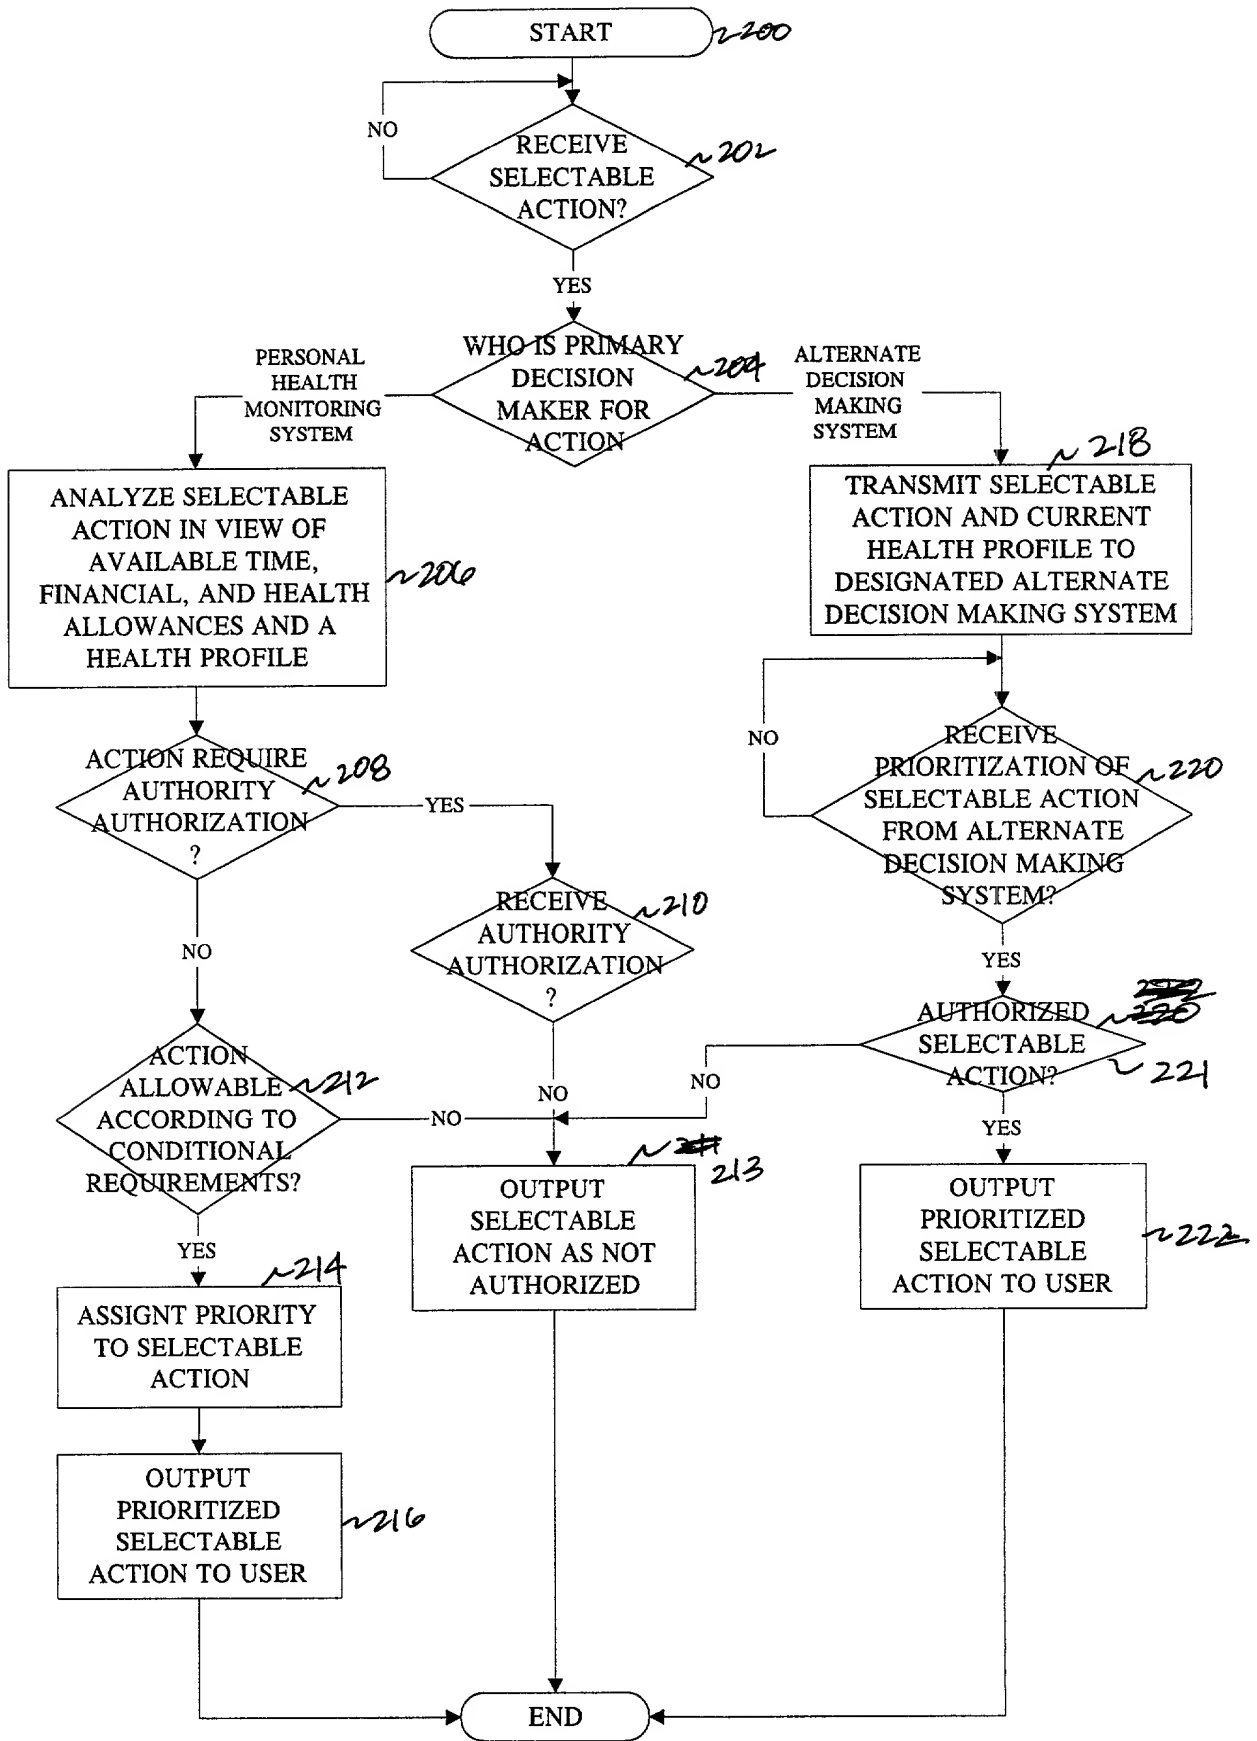 START
~200
NO
RECEIVE
SELECTABLE
ACTION?
~202
YES
WHO IS PRIMARY
DECISION
MAKER FOR
ACTION
~204
PERSONAL
HEALTH
MONITORING
SYSTEM
ALTERNATE
DECISION
MAKING
SYSTEM
ANALYZE SELECTABLE
ACTION IN VIEW OF
AVAILABLE TIME,
FINANCIAL, AND HEALTH
ALLOWANCES AND A
HEALTH PROFILE
~206
~218
TRANSMIT SELECTABLE
ACTION AND CURRENT
HEALTH PROFILE TO
DESIGNATED ALTERNATE
DECISION MAKING SYSTEM
ACTION REQUIRE
AUTHORITY
AUTHORIZATION
?
~208
YES
NO
NO
RECEIVE
PRIORITIZATION OF
SELECTABLE ACTION
FROM ALTERNATE
DECISION MAKING
SYSTEM?
~220
RECEIVE
AUTHORITY
AUTHORIZATION
?
~210
YES
NO
AUTHORIZED
SELECTABLE
ACTION?
~220
~221
NO
YES
ACTION
ALLOWABLE
ACCORDING TO
CONDITIONAL
REQUIREMENTS?
~212
NO
YES
~
213
OUTPUT
SELECTABLE
ACTION AS NOT
AUTHORIZED
OUTPUT
PRIORITIZED
SELECTABLE
ACTION TO USER
~222
~214
ASSIGNT PRIORITY
TO SELECTABLE
ACTION
OUTPUT
PRIORITIZED
SELECTABLE
ACTION TO USER
~216
END